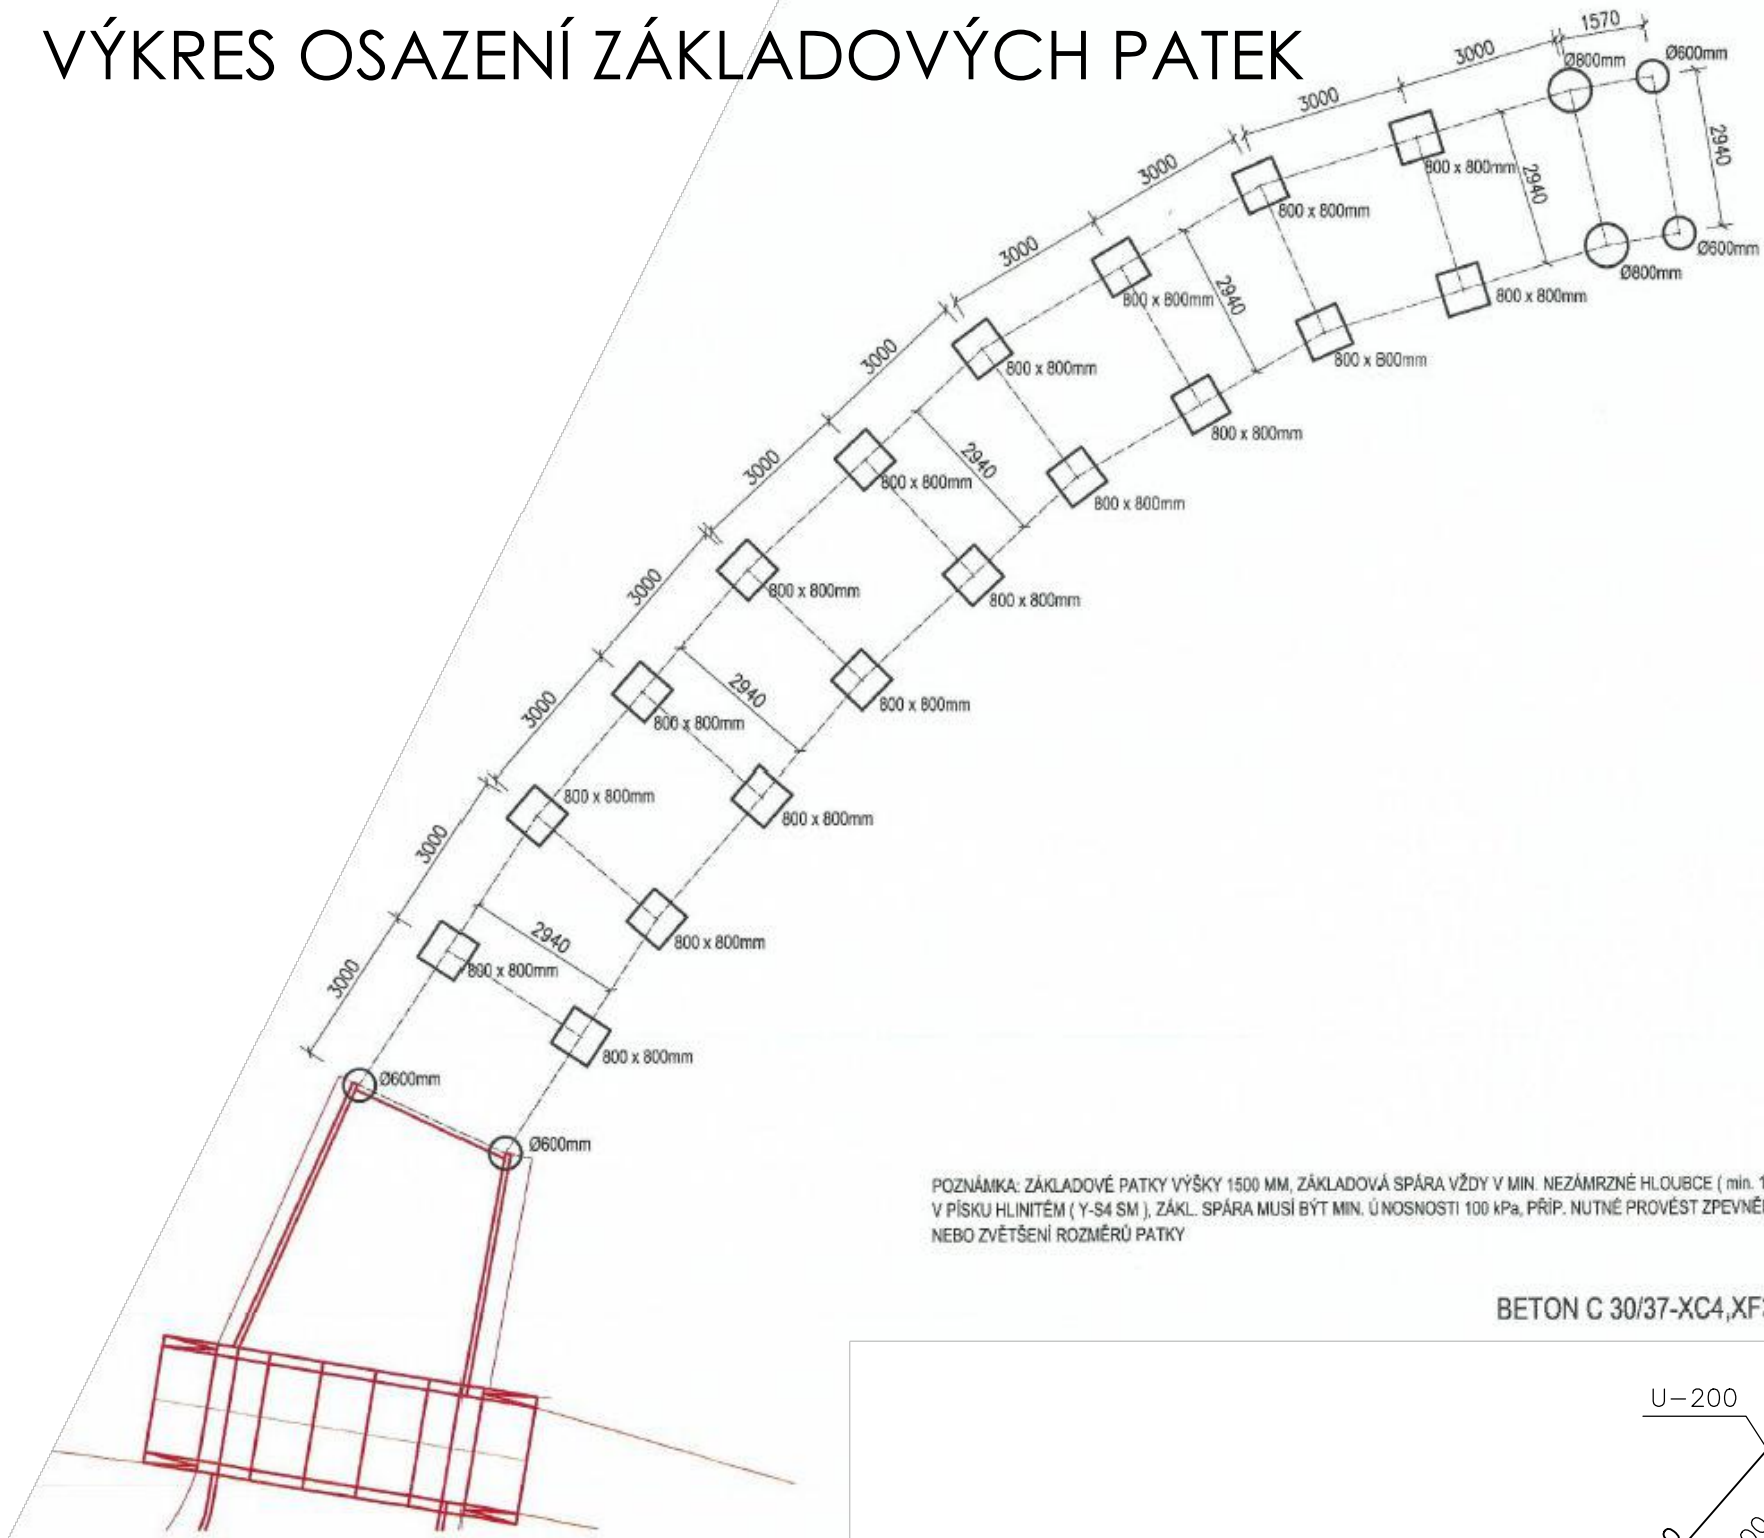 VÝKRES OSAZENÍ ZÁKLADOVÝCH PATEK
1570
3000
Ø800mm
Ø600mm
3000
2940
800 x 800mm
2940
3000
800 x 800mm
Ø600mm
Ø800mm
3000
800 x 800mm
2940
800 x 800mm
800 x 800mm
3000
800 x 800mm
800 x 800mm
3000
2940
800 x 800mm
800 x 800mm
3000
800 x 800mm
800 x 800mm
3000
2940
800 x 800mm
800 x 800mm
3000
800 x 800mm
800 x 800mm
3000
2940
800 x 800mm
800 x 800mm
3000
800 x 800mm
Ø600mm
Ø600mm
POZNÁMKA: ZÁKLADOVÉ PATKY VÝŠKY 1500 MM, ZÁKLADOVÁ SPÁRA VŽDY V MIN. NEZÁMRZNÉ HLOUBCE ( min. 1
V PÍSKU HLINITÉM ( Y-S4 SM ), ZÁKL. SPÁRA MUSÍ BÝT MIN. ÚNOSNOSTI 100 kPa, PŘÍP. NUTNÉ PROVÉST ZPEVNĚ
NEBO ZVĚTŠENÍ ROZMĚRŮ PATKY
BETON C 30/37-XC4,XF3
U-200